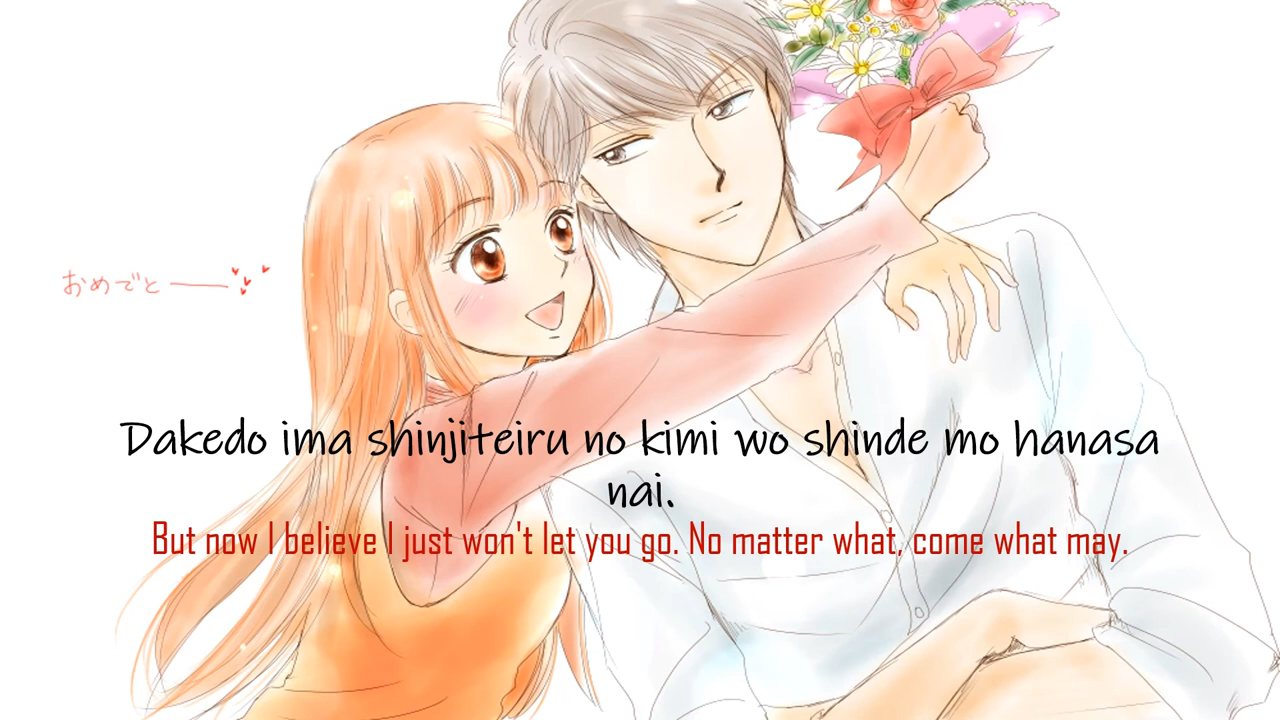 おめでとー
Dakedo ima shinjiteiru no kimi wo shinde mo hanasa
nai.
But now I believe I just won't let you go. No matter what, come what may.